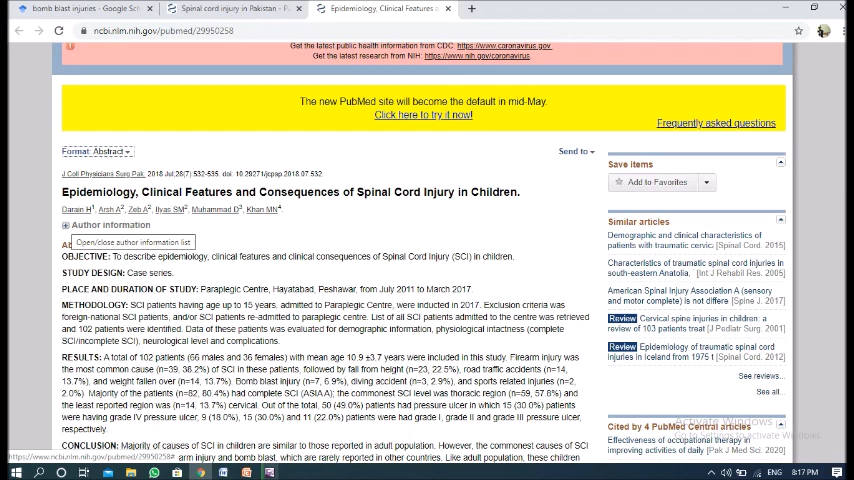 bomb blast injuries - Google Sch
Spinal cord injury in Pakistan - P
Epidemiology, Clinical Features a
ncbi.nlm.nih.gov/pubmed/29950258
Get the latest public health information from CDC: https://www.coronavirus.gov
Get the latest research from NIH: https://www.nih.gov/coronavirus
The new PubMed site will become the default in mid-May.
Click here to try it now!
Frequently asked questions
Format: Abstract
Send to
J Coll Physicians Surg Pak. 2018 Jul;28(7):532-535. doi: 10.29271/jcpsp.2018.07.532.
Epidemiology, Clinical Features and Consequences of Spinal Cord Injury in Children.
Darain H1, Arsh A2, Zeb A2, Ilyas SM2, Muhammad D3, Khan MN4.
Author information
Open/close author information list
OBJECTIVE: To describe epidemiology, clinical features and clinical consequences of Spinal Cord Injury (SCI) in children.
STUDY DESIGN: Case series.
PLACE AND DURATION OF STUDY: Paraplegic Centre, Hayatabad, Peshawar, from July 2011 to March 2017.
METHODOLOGY: SCI patients having age up to 15 years, admitted to Paraplegic Centre, were inducted in 2017. Exclusion criteria was
foreign-national SCI patients, and/or SCI patients re-admitted to paraplegic centre. List of all SCI patients admitted to the centre was retrieved
and 102 patients were identified. Data of these patients was evaluated for demographic information, physiological intactness (complete
SCI/incomplete SCI), neurological level and complications.
RESULTS: A total of 102 patients (66 males and 36 females) with mean age 10.9 ±3.7 years were included in this study. Firearm injury was
the most common cause (n=39, 38.2%) of SCI in these patients, followed by fall from height (n=23, 22.5%), road traffic accidents (n=14,
13.7%), and weight fallen over (n=14, 13.7%). Bomb blast injury (n=7, 6.9%), diving accident (n=3, 2.9%), and sports related injuries (n=2,
2.0%). Majority of the patients (n=82, 80.4%) had complete SCI (ASIA A); the commonest SCI level was thoracic region (n=59, 57.8%) and
the least reported region was (n=14, 13.7%) cervical. Out of the total, 50 (49.0%) patients had pressure ulcer in which 15 (30.0%) patients
were having grade IV pressure ulcer, 9 (18.0%), 15 (30.0%) and 11 (22.0%) patients were had grade I, grade II and grade III pressure ulcer,
respectively.
CONCLUSION: Majority of causes of SCI in children are similar to those reported in adult population. However, the commonest causes of SCI
arm injury and bomb blast, which are rarely reported in other countries. Like adult population, these children
https://www.ncbi.nlm.nih.gov/pubmed/29950258#
Save items
Add to Favorites
Similar articles
Demographic and clinical characteristics of
patients with traumatic cervic [Spinal Cord. 2015]
Characteristics of traumatic spinal cord injuries in
south-eastern Anatolia, [Int J Rehabil Res. 2005]
American Spinal Injury Association A (sensory
and motor complete) is not differe [Spine J. 2017]
Review Cervical spine injuries in children: a
review of 103 patients treat [J Pediatr Surg. 2001]
Review Epidemiology of traumatic spinal cord
injuries in Iceland from 1975 t [Spinal Cord. 2012]
See reviews...
See all...
Cited by 4 PubMed Central articles
Effectiveness of occupational therapy in
improving activities of daily [Pak J Med Sci. 2020]
Activate Windows
Go to Settings to activate Windows.
ENG
8:17 PM